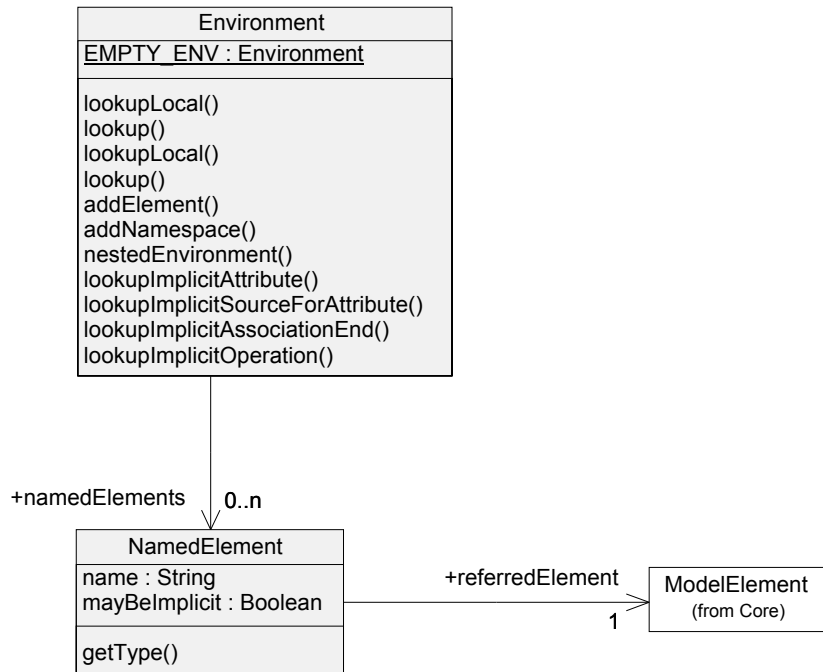 Environment
EMPTY_ENV : Environment
lookupLocal()
lookup()
lookupLocal()
lookup()
addElement()
addNamespace()
nestedEnvironment()
lookupImplicitAttribute()
lookupImplicitSourceForAttribute()
lookupImplicitAssociationEnd()
lookupImplicitOperation()
+namedElements 0..n
NamedElement
name : String
mayBeImplicit : Boolean
getType()
+referredElement
1
ModelElement
(from Core)